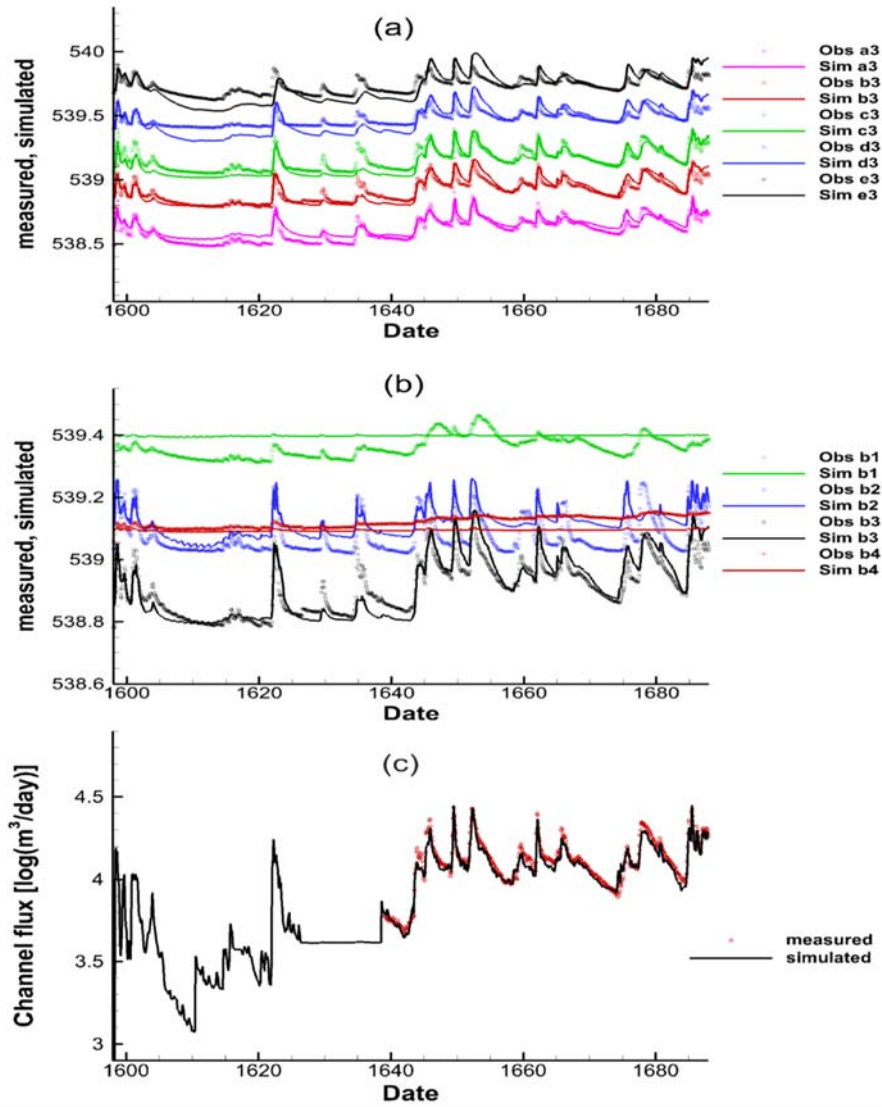 (a)
540
539.5
539
538.5
measured, simulated
1600
1620
1640
1660
1680
Date
Obs a3
Sim a3
Obs b3
Sim b3
Obs c3
Sim c3
Obs d3
Sim d3
Obs e3
Sim e3
(b)
539.4
539.2
539
538.8
538.6
measured, simulated
1600
1620
1640
1660
1680
Date
Obs b1
Sim b1
Obs b2
Sim b2
Obs b3
Sim b3
Obs b4
Sim b4
(c)
4.5
4
3.5
3
Channel flux [log(m³/day)]
1600
1620
1640
1660
1680
Date
measured
simulated